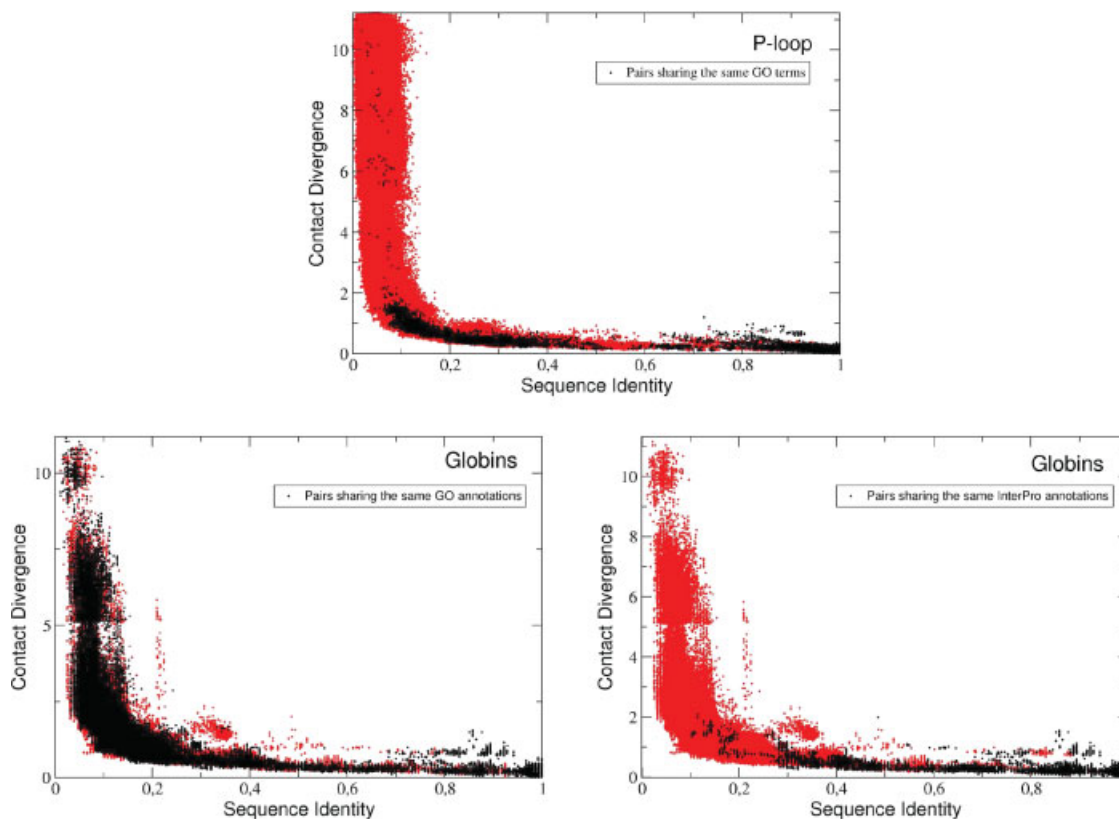 P-loop
Pairs sharing the same GO terms
Contact Divergence
10
8
6
4
2
0
0 0,2 0,4 0,6 0,8 1
Sequence Identity
Globins
Pairs sharing the same GO annotations
Contact Divergence
10
5
0
0 0,2 0,4 0,6 0,8 1
Sequence Identity
Globins
Pairs sharing the same InterPro annotations
Contact Divergence
10
8
6
4
2
0
0 0,2 0,4 0,6 0,8
Sequence Identity